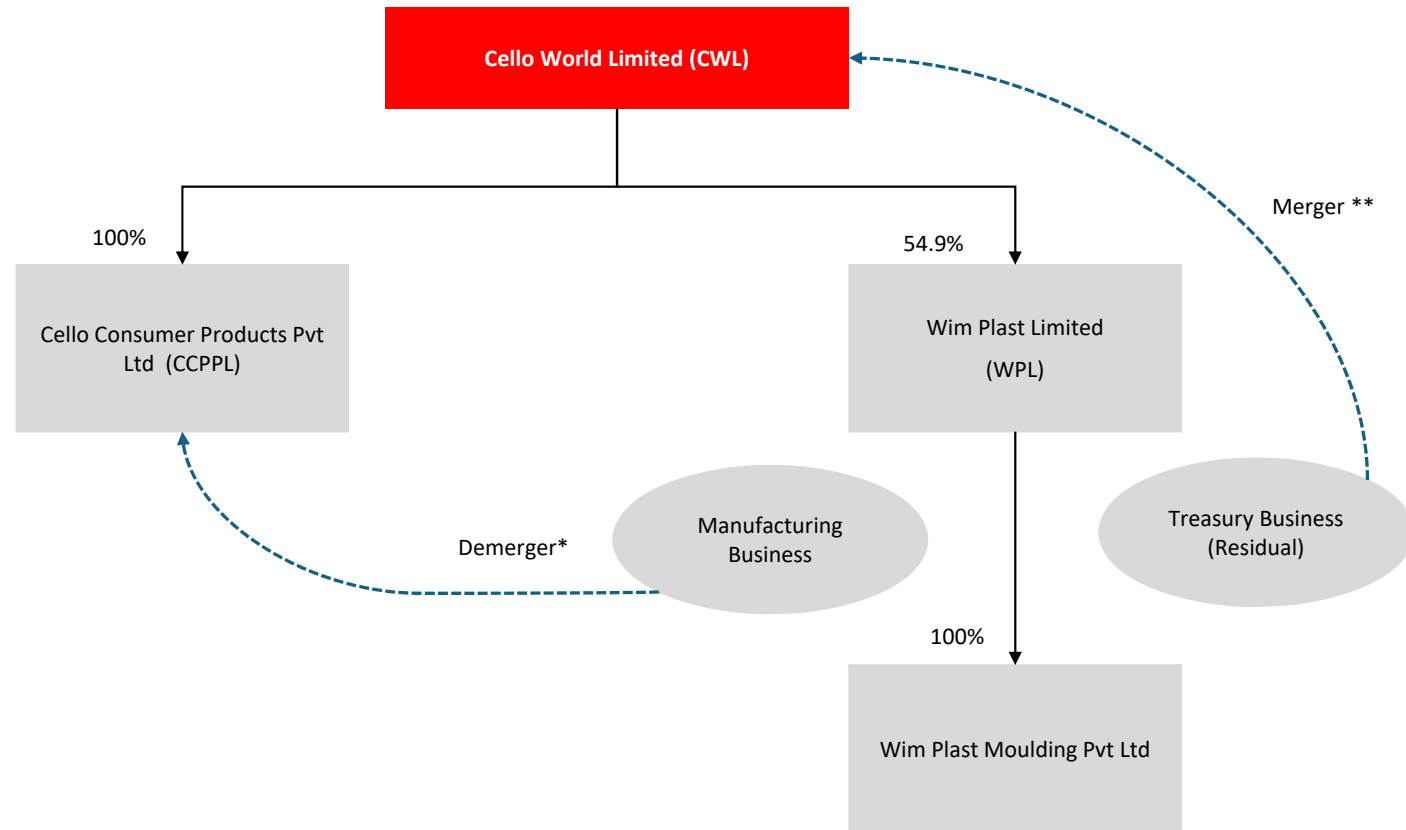 Cello World Limited (CWL)
Merger **
100%
54.9%
Cello Consumer Products Pvt
Ltd (CCPPL)
Wim Plast Limited
(WPL)
Manufacturing
Business
Treasury Business
(Residual)
Demerger*
100%
Wim Plast Moulding Pvt Ltd